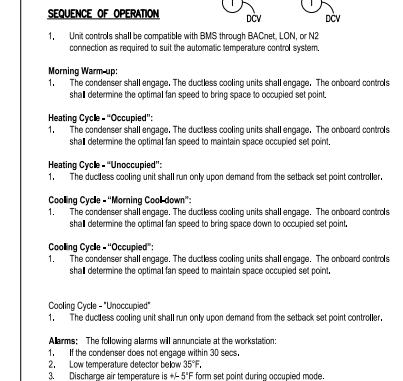 1
1
DCV
DCV
SEQUENCE OF OPERATION
1. Unit controls shall be compatible with BMS through BACnet, LON, or N2
connection as required to suit the automatic temperature control system.
Morning Warm-up:
1. The condenser shall engage. The ductless cooling units shall engage. The onboard controls
shall determine the optimal fan speed to bring space to occupied set point.
Heating Cycle - "Occupied":
1. The condenser shall engage. The ductless cooling units shall engage. The onboard controls
shall determine the optimal fan speed to maintain space occupied set point.
Heating Cycle - "Unoccupied":
1. The ductless cooling unit shall run only upon demand from the setback set point controller.
Cooling Cycle - "Morning Cool-down":
1. The condenser shall engage. The ductless cooling units shall engage. The onboard controls
shall determine the optimal fan speed to bring space down to occupied set point.
Cooling Cycle - "Occupied":
1. The condenser shall engage. The ductless cooling units shall engage. The onboard controls
shall determine the optimal fan speed to maintain space occupied set point.
Cooling Cycle - "Unoccupied"
1. The ductless cooling unit shall run only upon demand from the setback set point controller.
Alarms: The following alarms will annunciate at the workstation:
1. If the condenser does not engage within 30 secs.
2. Low temperature detector below 35°F.
3. Discharge air temperature is +/- 5°F form set point during occupied mode.